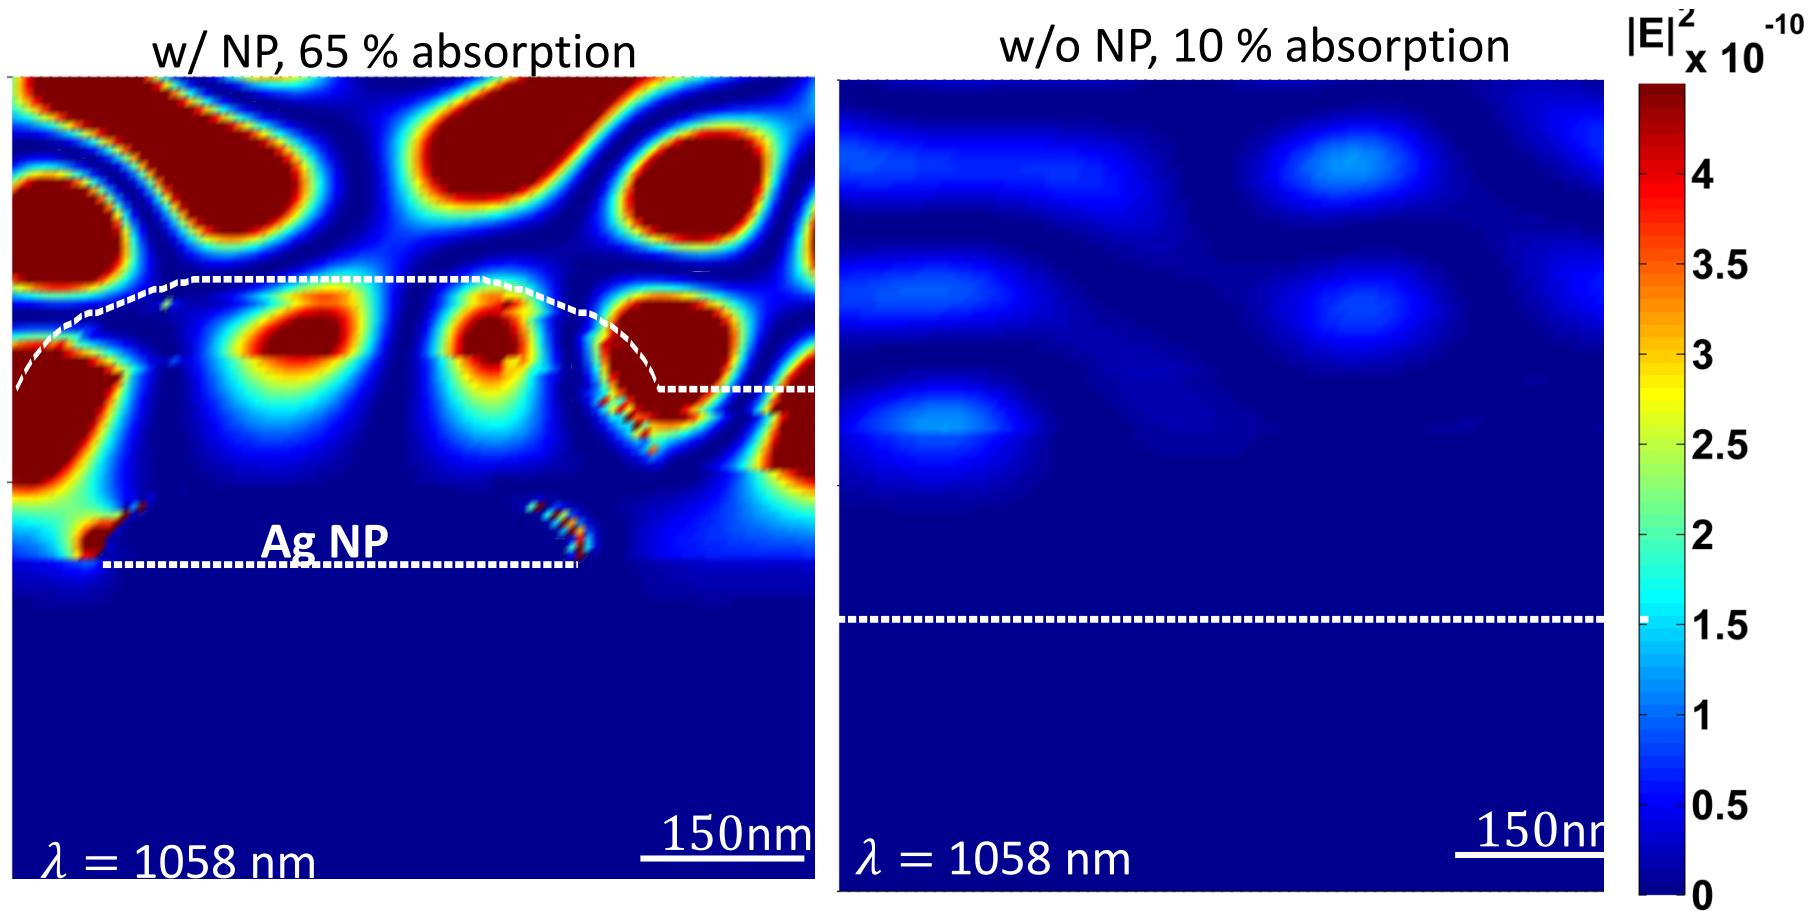 w/ NP, 65 % absorption
w/o NP, 10 % absorption
|E|²
x 10⁻¹⁰
4
3.5
3
2.5
2
1.5
1
0.5
0
Ag NP
150nm
λ = 1058 nm
150nm
λ = 1058 nm